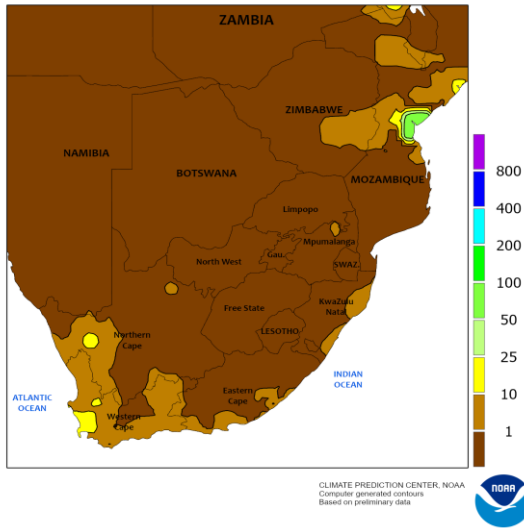 ZAMBIA
ZIMBABWE
NAMIBIA
BOTSWANA
MOZAMBIQUE
Limpopo
Mpumalanga
North West
Gau.
SWAZ.
Free State
KwaZulu
Natal
LESOTHO
Northern
Cape
Eastern
Cape
Western
Cape
ATLANTIC
OCEAN
INDIAN
OCEAN
800
400
200
100
50
25
10
1
CLIMATE PREDICTION CENTER, NOAA
Computer generated contours
Based on preliminary data
NOAA